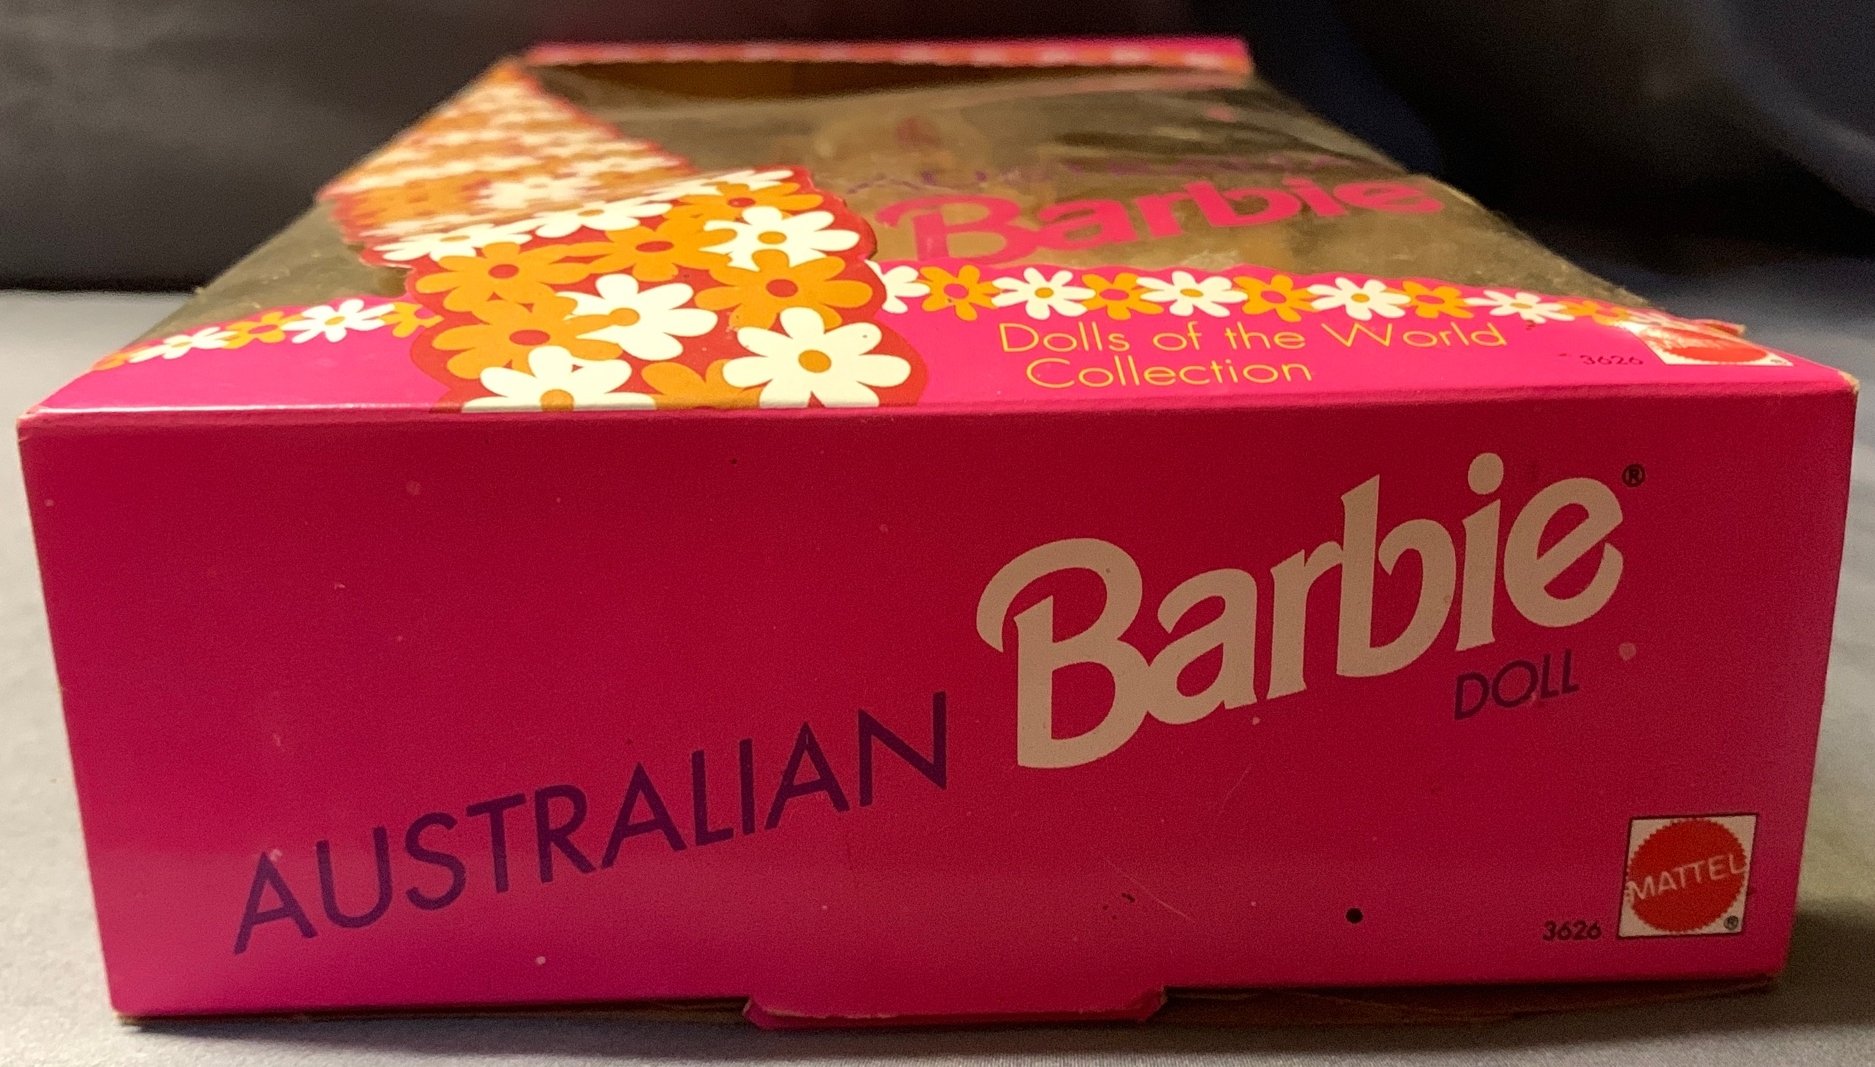 Barbie
Dolls of the World
Collection
3626
AUSTRALIAN Barbie®
DOLL
3626
MATTEL
®